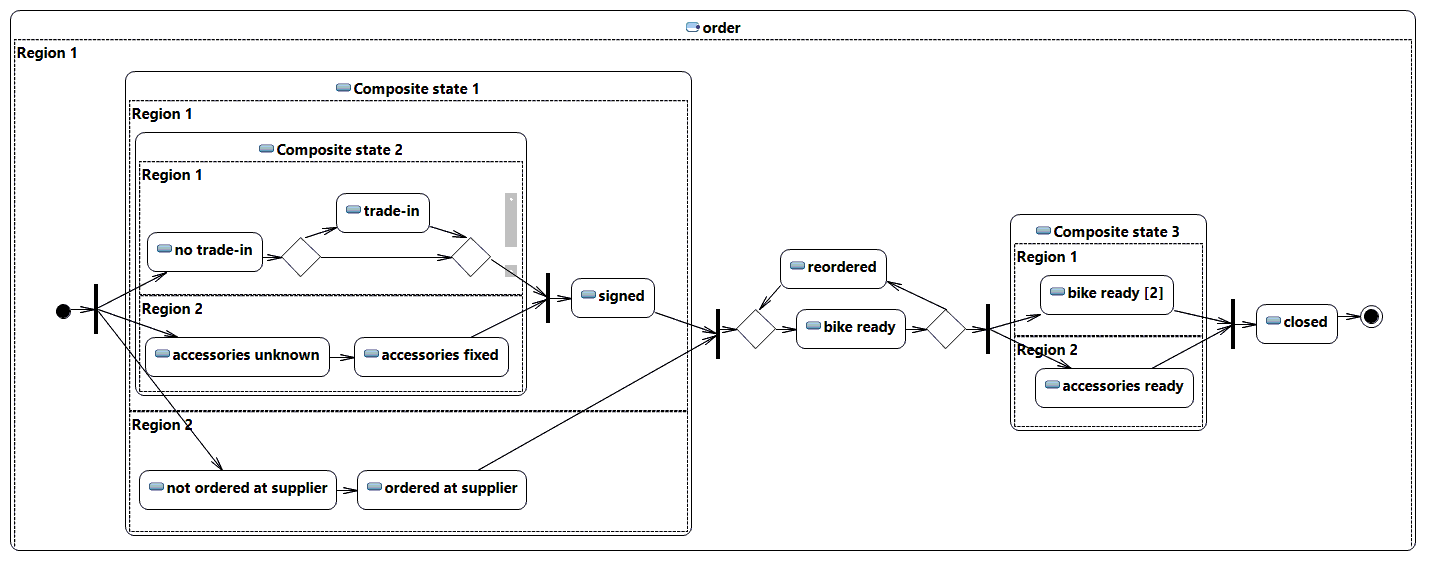 order
Region 1
Composite state 1
Region 1
Composite state 2
Region 1
trade-in
no trade-in
Region 2
accessories unknown
accessories fixed
signed
Region 2
not ordered at supplier
ordered at supplier
reordered
bike ready
Composite state 3
Region 1
bike ready [2]
Region 2
accessories ready
closed